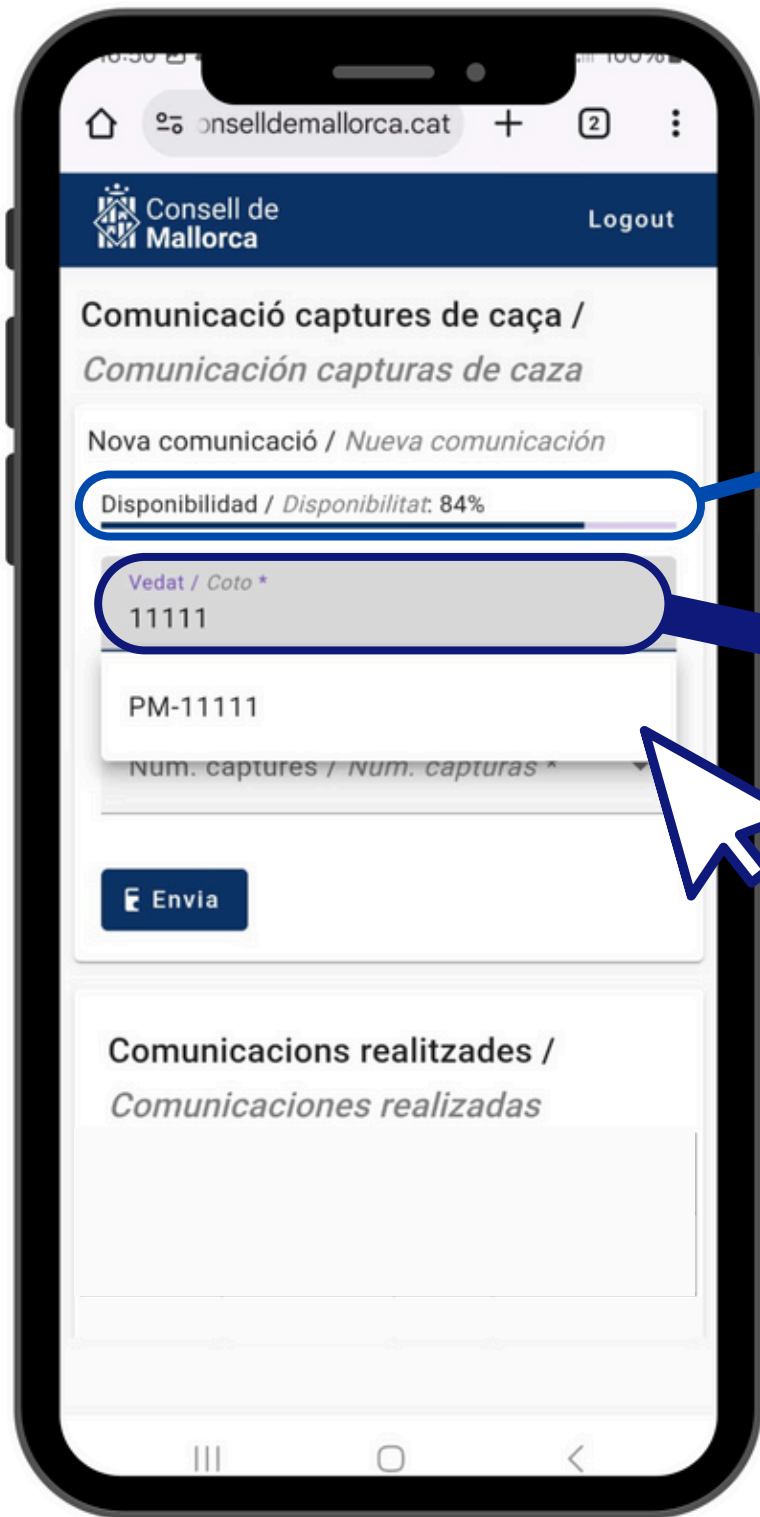 onselldemallorca.cat
2
Consell de
Mallorca
Logout
Comunicació captures de caça /
Comunicación capturas de caza
Nova comunicació / Nueva comunicación
Disponibilidad / Disponibilitat: 84%
Vedat / Coto *
11111
PM-11111
Núm. captures / Núm. capturas *
Envia
Comunicacions realitzades /
Comunicaciones realizadas